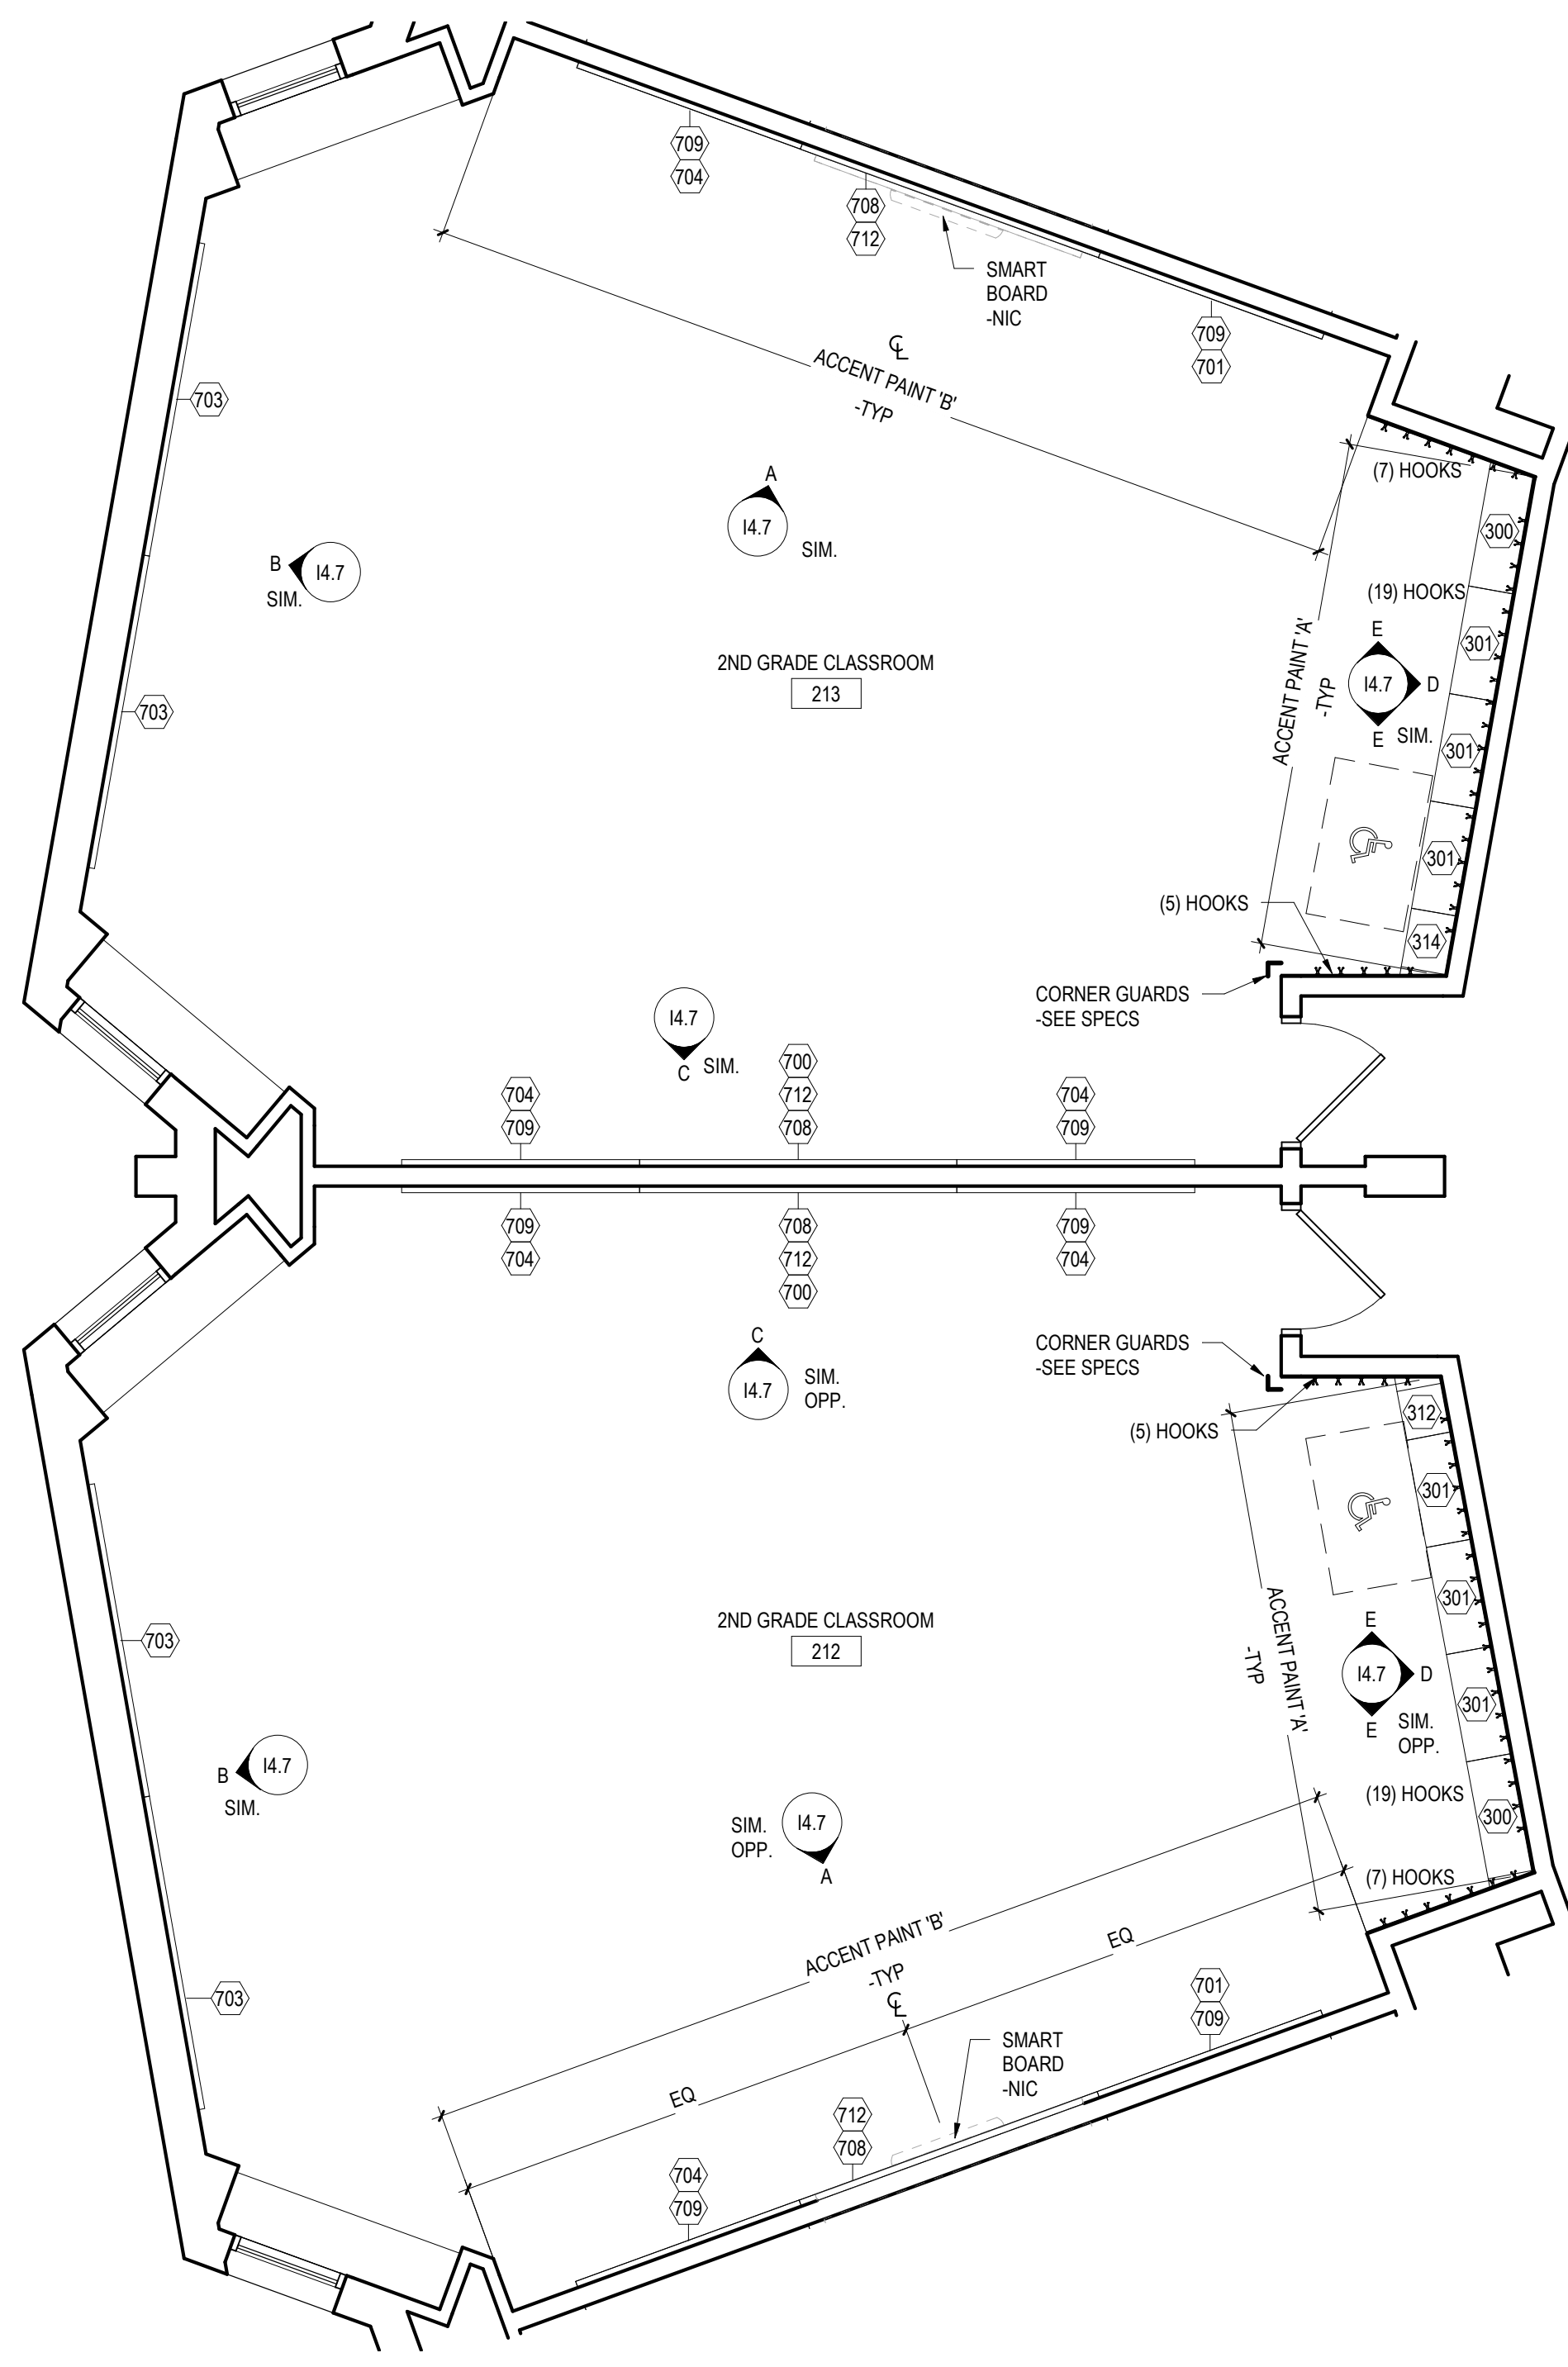 709
704
708
712
SMART
BOARD
-NIC
709
701
℄
ACCENT PAINT 'B'
-TYP
703
(7) HOOKS
A
I4.7
SIM.
300
B
I4.7
SIM.
(19) HOOKS
2ND GRADE CLASSROOM
213
ACCENT PAINT 'A'
-TYP
E
I4.7
D
E
SIM.
301
703
301
301
(5) HOOKS
314
CORNER GUARDS
-SEE SPECS
I4.7
C
SIM.
704
709
700
712
708
704
709
709
704
708
712
700
709
704
C
I4.7
SIM.
OPP.
CORNER GUARDS
-SEE SPECS
(5) HOOKS
312
301
301
2ND GRADE CLASSROOM
212
703
ACCENT PAINT 'A'
-TYP
E
I4.7
D
E
SIM.
OPP.
301
B
I4.7
SIM.
(19) HOOKS
300
SIM.
OPP.
I4.7
A
(7) HOOKS
ACCENT PAINT 'B'
-TYP
℄
EQ
EQ
703
701
709
SMART
BOARD
-NIC
712
708
704
709